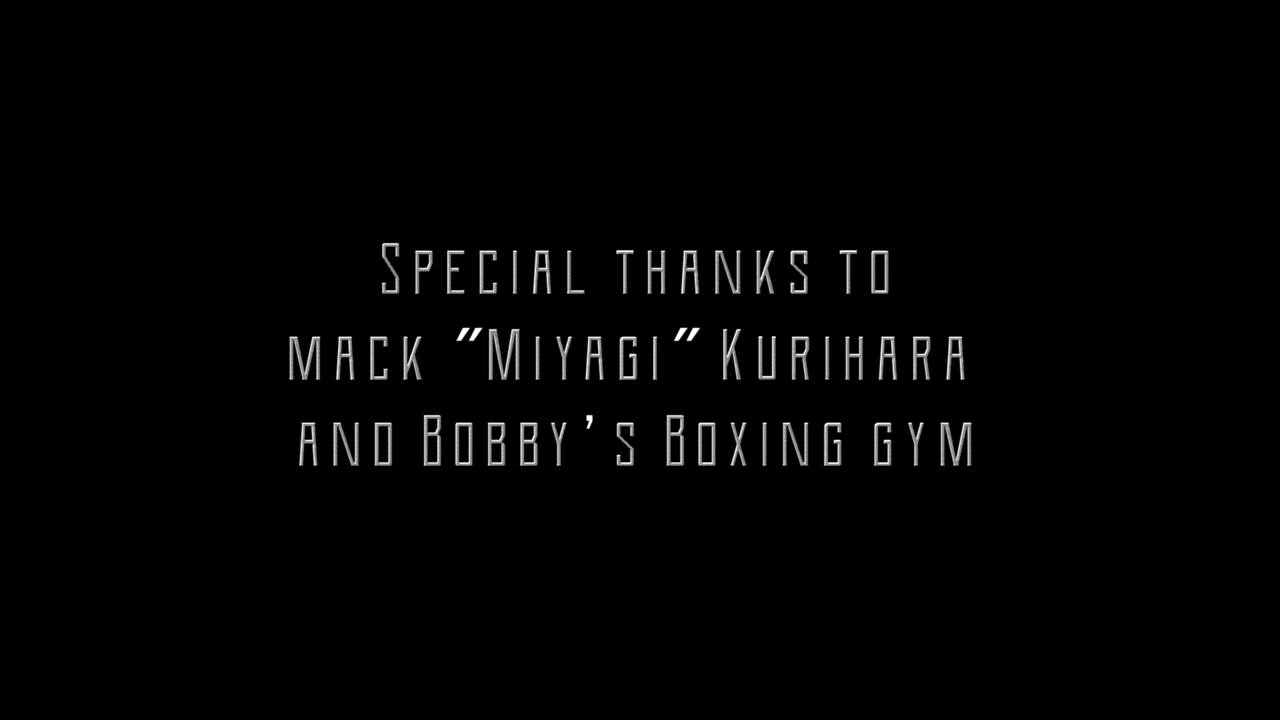 Special thanks to
mack "Miyagi" Kurihara
and Bobby's Boxing gym